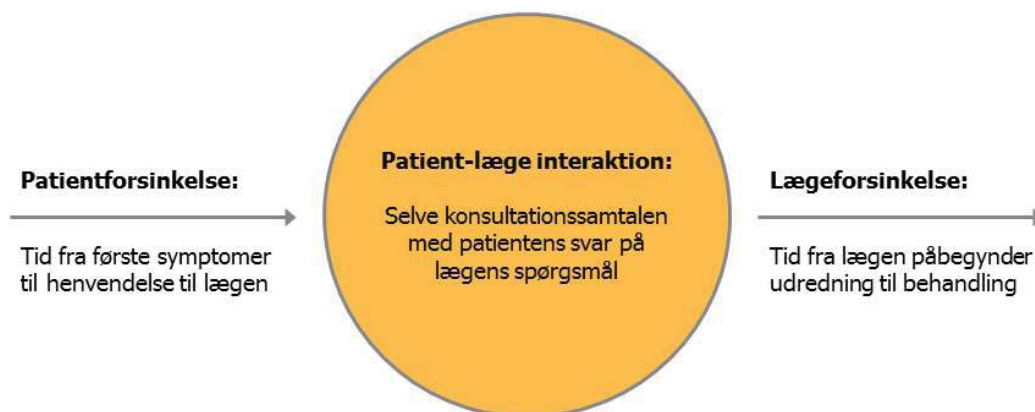 Patientforsinkelse:
Tid fra første symptomer
til henvendelse til lægen
Patient-læge interaktion:
Selve konsultationssamtalen
med patientens svar på
lægens spørgsmål
Lægeforsinkelse:
Tid fra lægen påbegynder
udredning til behandling